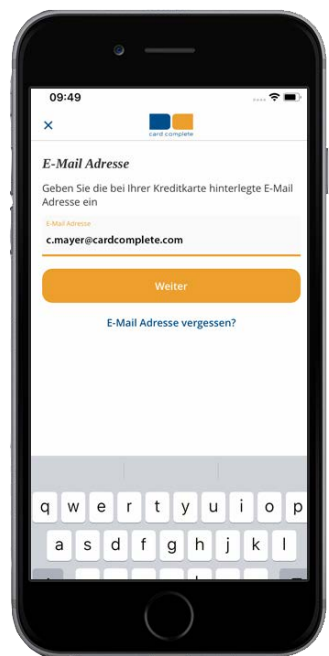 09:49
card complete
E-Mail Adresse
Geben Sie die bei Ihrer Kreditkarte hinterlegte E-Mail
Adresse ein
E-Mail Adresse
c.mayer@cardcomplete.com
Weiter
E-Mail Adresse vergessen?
q w e r t y u i o p
a s d f g h j k l